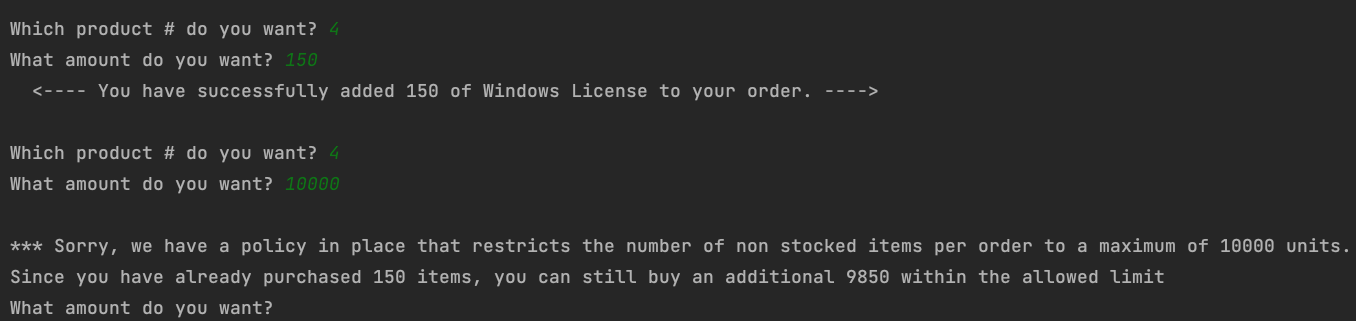 Which product # do you want? 4
What amount do you want? 150
<---- You have successfully added 150 of Windows License to your order. ---->
Which product # do you want? 4
What amount do you want? 10000
*** Sorry, we have a policy in place that restricts the number of non stocked items per order to a maximum of 10000 units.
Since you have already purchased 150 items, you can still buy an additional 9850 within the allowed limit
What amount do you want?